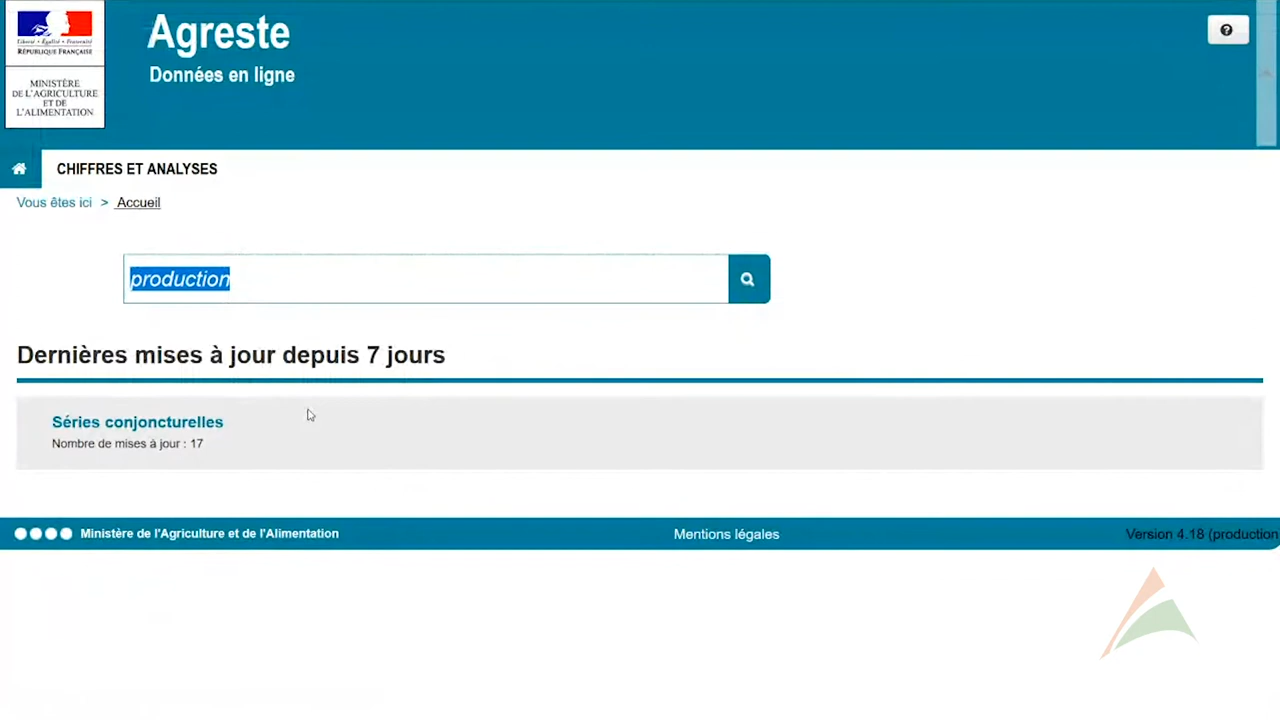 Liberté • Égalité • Fraternité
RÉPUBLIQUE FRANÇAISE
MINISTÈRE
DE L'AGRICULTURE
ET DE
L'ALIMENTATION
Agreste
Données en ligne
CHIFFRES ET ANALYSES
Vous êtes ici > Accueil
production
Dernières mises à jour depuis 7 jours
Séries conjoncturelles
Nombre de mises à jour : 17
Ministère de l'Agriculture et de l'Alimentation
Mentions légales
Version 4.18 (production